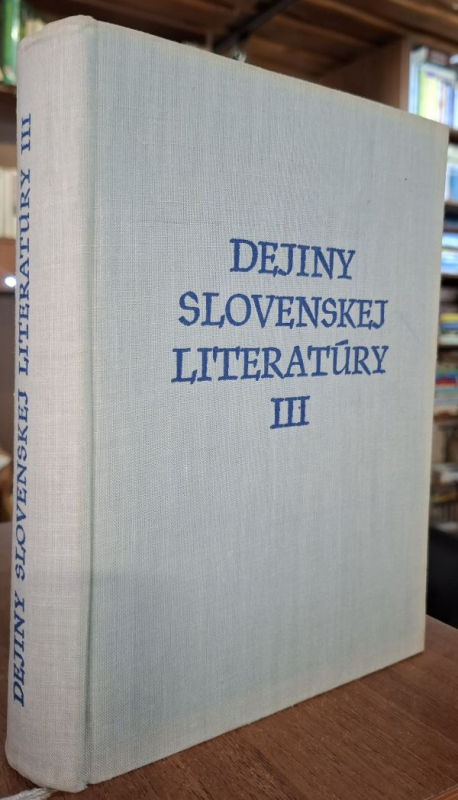 DEJINY
SLOVENSKEJ
LITERATÚRY
III
DEJINY SLOVENSKEJ LITERATÚRY III